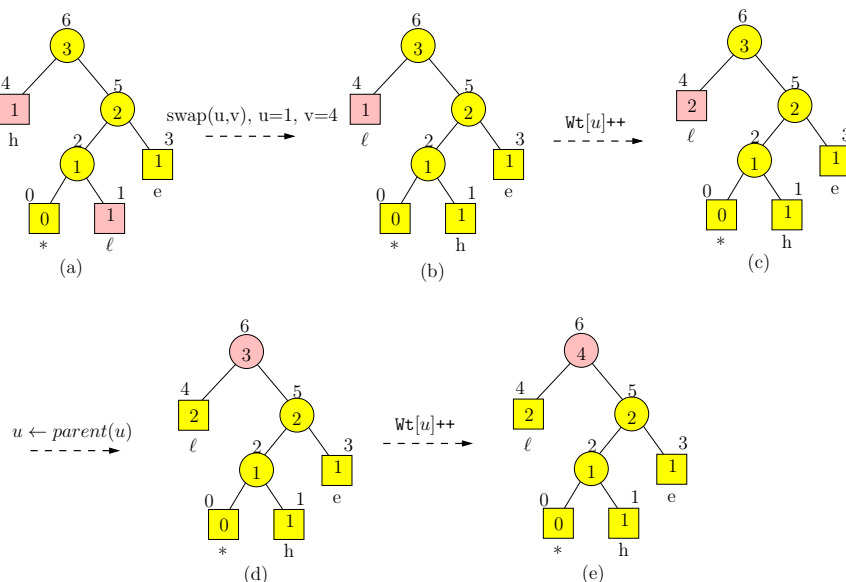 6 6 6
3 3 3
4 5 4 5 4 5
1 2 swap(u,v), u=1, v=4 1 2 Wt[u]++ 2 2
h 2 3 ℓ 2 3 ℓ 2 3
1 1 1 1 1 1
0 1 e 0 1 e 0 1 e
0 1 0 1 0 1
* ℓ * h * h
(a) (b) (c)
6 6
3 4
4 5 4 5
u ← parent(u) 2 2 Wt[u]++ 2 2
ℓ 2 3 ℓ 2 3
1 1 1 1
0 1 e 0 1 e
0 1 0 1
* h * h
(d) (e)